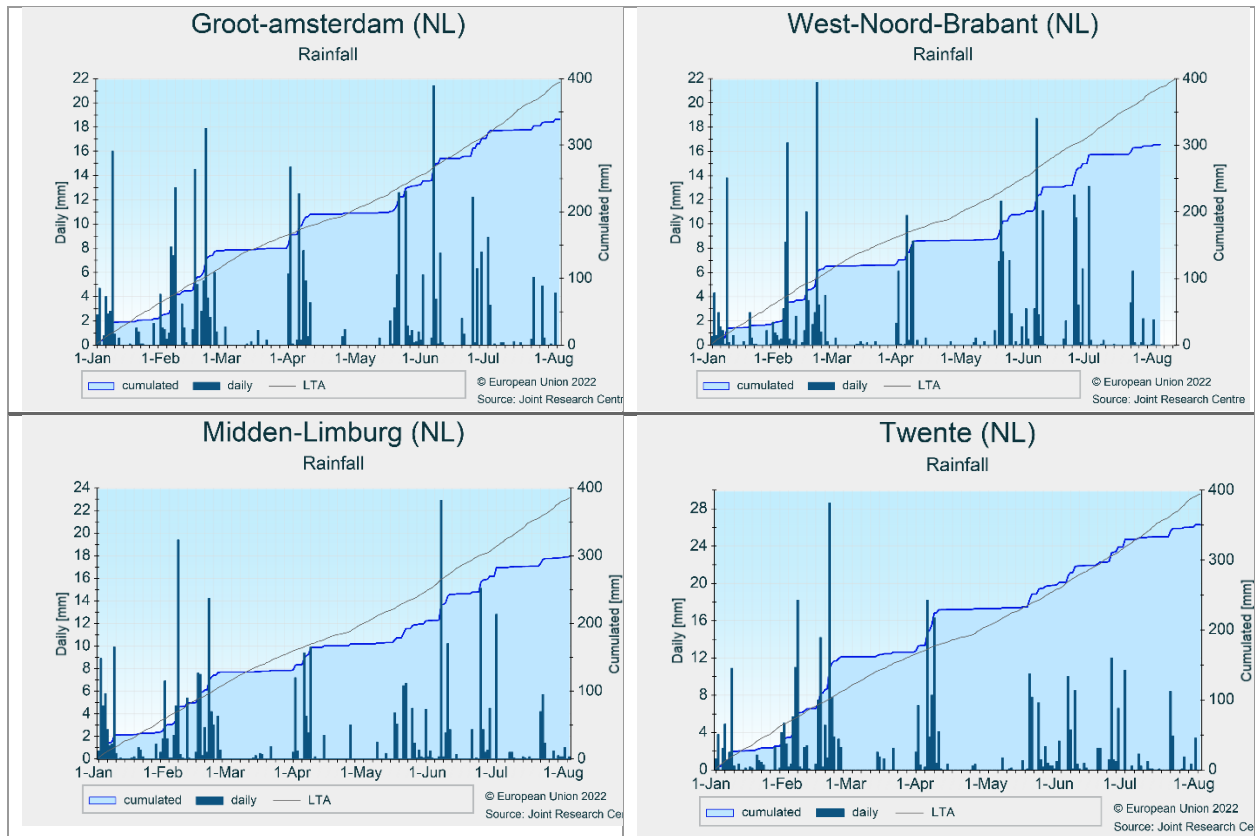 Groot-amsterdam (NL)
Rainfall
22
20
18
16
14
12
10
8
6
4
2
0
Daily [mm]
400
300
200
100
0
Cumulated [mm]
1-Jan 1-Feb 1-Mar 1-Apr 1-May 1-Jun 1-Jul 1-Aug
cumulated daily LTA
© European Union 2022
Source: Joint Research Centr
West-Noord-Brabant (NL)
Rainfall
22
20
18
16
14
12
10
8
6
4
2
0
Daily [mm]
400
300
200
100
0
Cumulated [mm]
1-Jan 1-Feb 1-Mar 1-Apr 1-May 1-Jun 1-Jul 1-Aug
cumulated daily LTA
© European Union 2022
Source: Joint Research Centre
Midden-Limburg (NL)
Rainfall
24
22
20
18
16
14
12
10
8
6
4
2
0
Daily [mm]
400
300
200
100
0
Cumulated [mm]
1-Jan 1-Feb 1-Mar 1-Apr 1-May 1-Jun 1-Jul 1-Aug
cumulated daily LTA
© European Union 2022
Source: Joint Research Cent
Twente (NL)
Rainfall
28
24
20
16
12
8
4
0
Daily [mm]
400
300
200
100
0
Cumulated [mm]
1-Jan 1-Feb 1-Mar 1-Apr 1-May 1-Jun 1-Jul 1-Aug
cumulated daily LTA
© European Union 2022
Source: Joint Research Ce